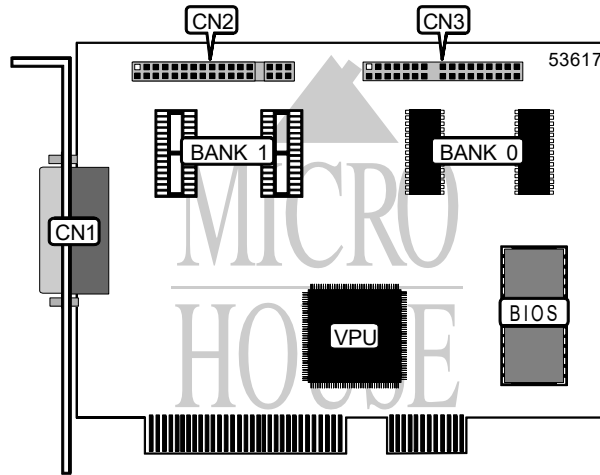 CN2
CN3
53617
BANK 1
BANK 0
MICRO
CN1
BIOS
VPU
HOUSE